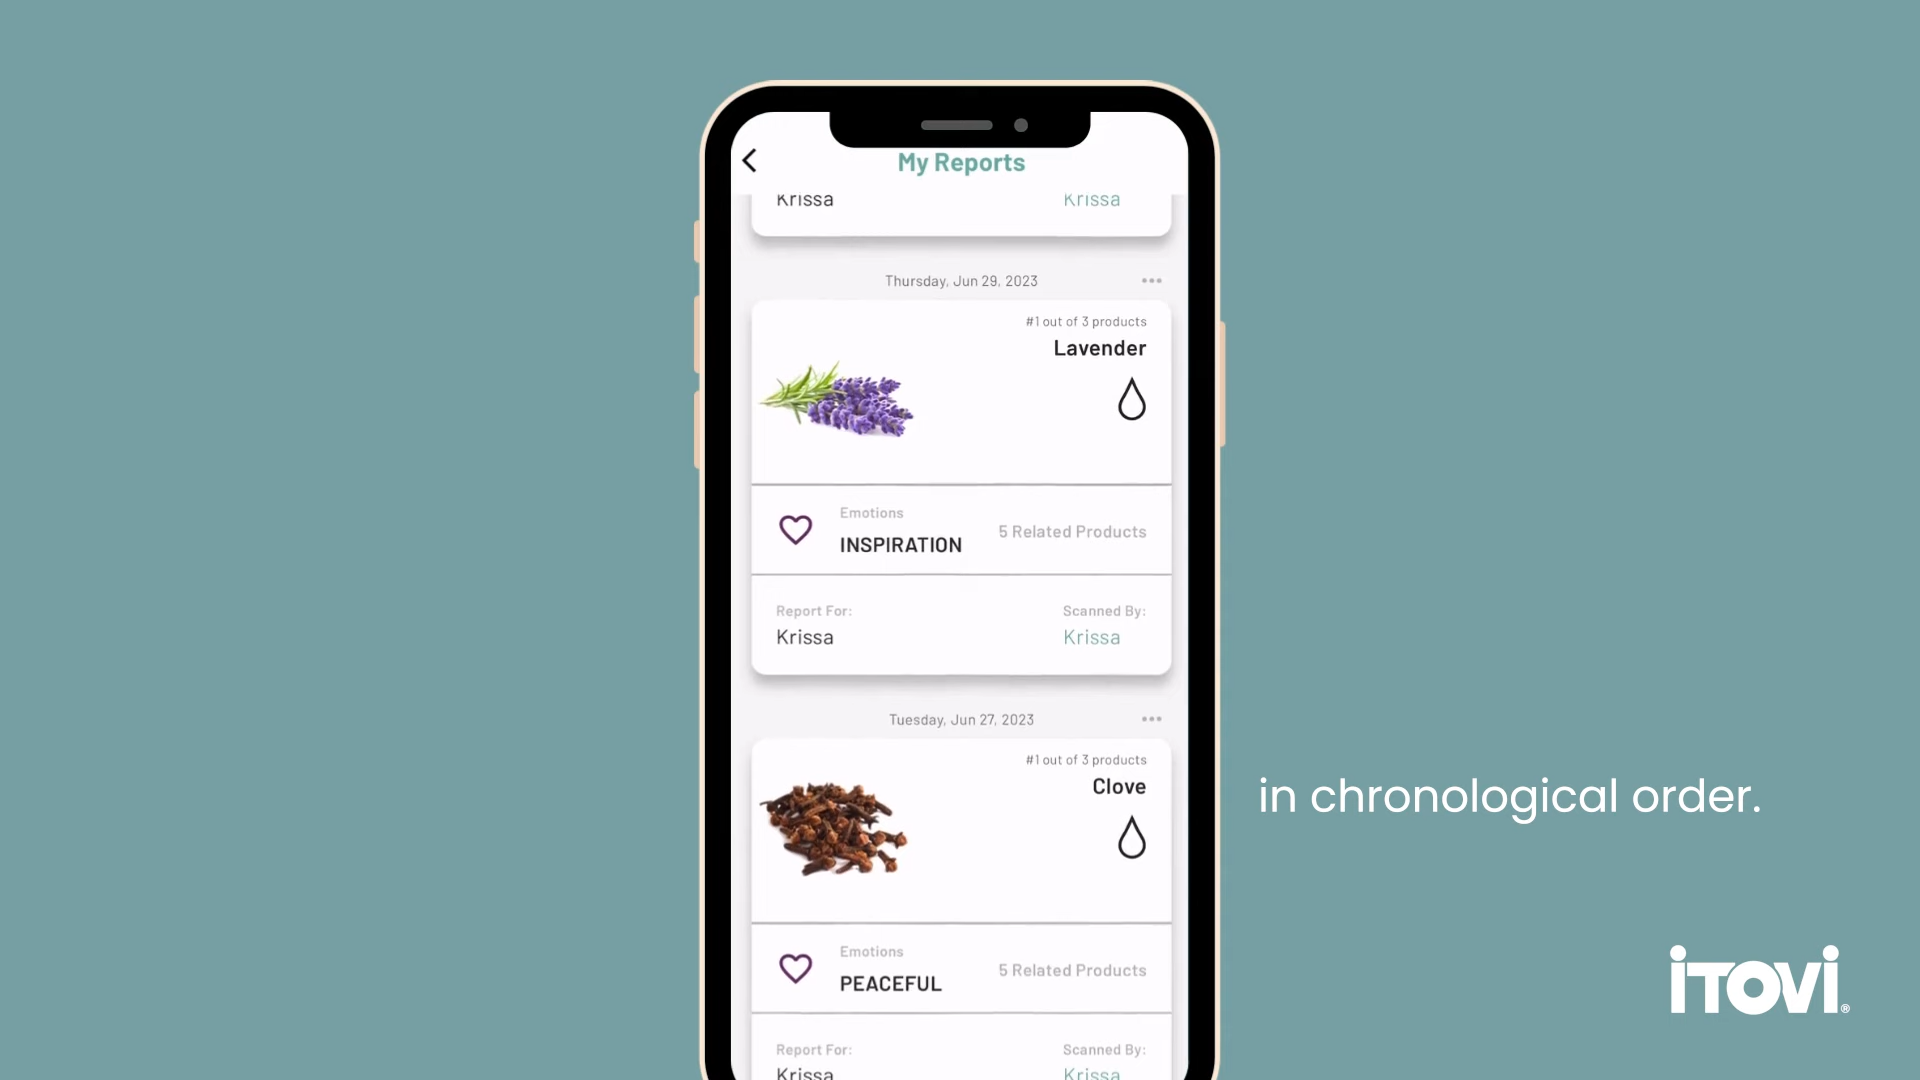 My Reports
Krissa
Krissa
Thursday, Jun 29, 2023
#1 out of 3 products
Lavender
Emotions
INSPIRATION
5 Related Products
Report For:
Scanned By:
Krissa
Krissa
Tuesday, Jun 27, 2023
#1 out of 3 products
Clove
Emotions
PEACEFUL
5 Related Products
Report For:
Scanned By:
Krissa
Krissa
in chronological order.
iTOVi®